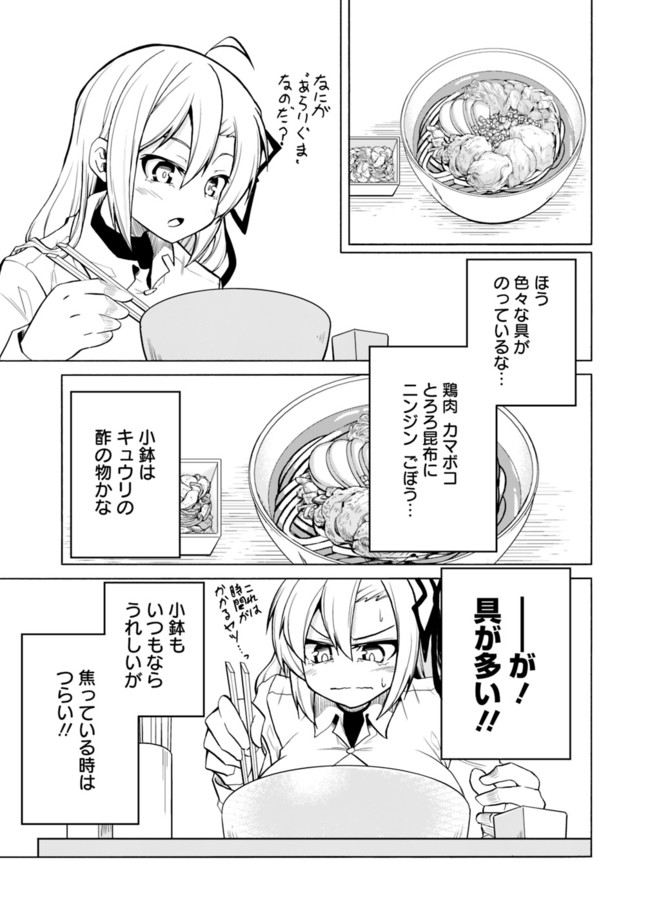 ほう
色々な具が
のっているな…
なにが
あらいぐま
なのだ？
鶏肉　カマボコ
とろろ昆布に
ニンジン　ごぼう…
小鉢は
キュウリの
酢の物かな
――が！
具が多い!!
これは
時間が
かかるヤツ…っ
小鉢も
いつもなら
うれしいが
焦っている時は
つらい!!